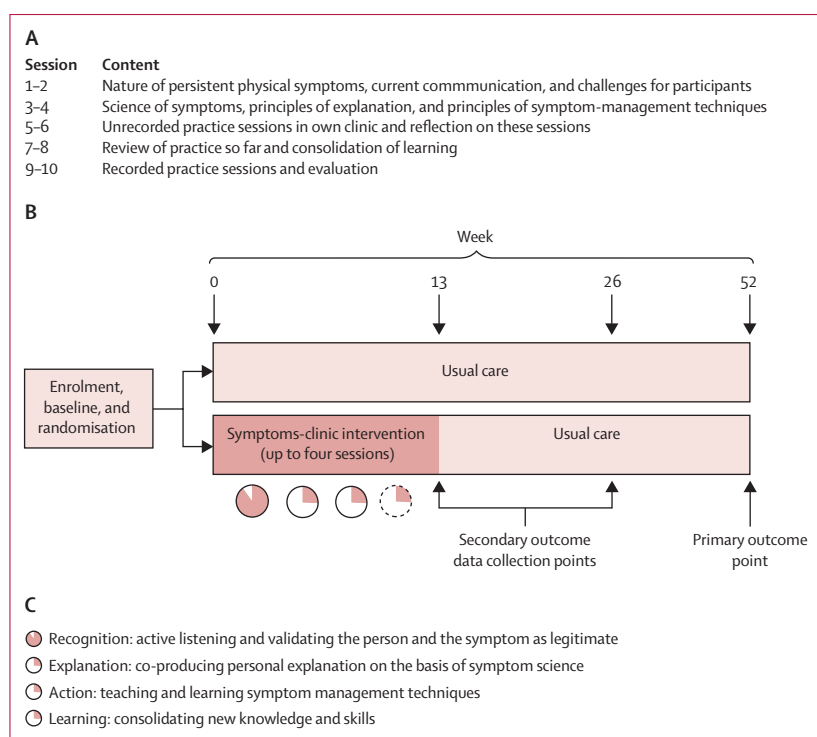 A
Session Content
1–2 Nature of persistent physical symptoms, current commmunication, and challenges for participants
3–4 Science of symptoms, principles of explanation, and principles of symptom-management techniques
5–6 Unrecorded practice sessions in own clinic and reflection on these sessions
7–8 Review of practice so far and consolidation of learning
9–10 Recorded practice sessions and evaluation
B
Week
0 13 26 52
Enrolment,
baseline, and
randomisation
Usual care
Symptoms-clinic intervention
(up to four sessions)
Usual care
Secondary outcome
data collection points
Primary outcome
point
C
Recognition: active listening and validating the person and the symptom as legitimate
Explanation: co-producing personal explanation on the basis of symptom science
Action: teaching and learning symptom management techniques
Learning: consolidating new knowledge and skills